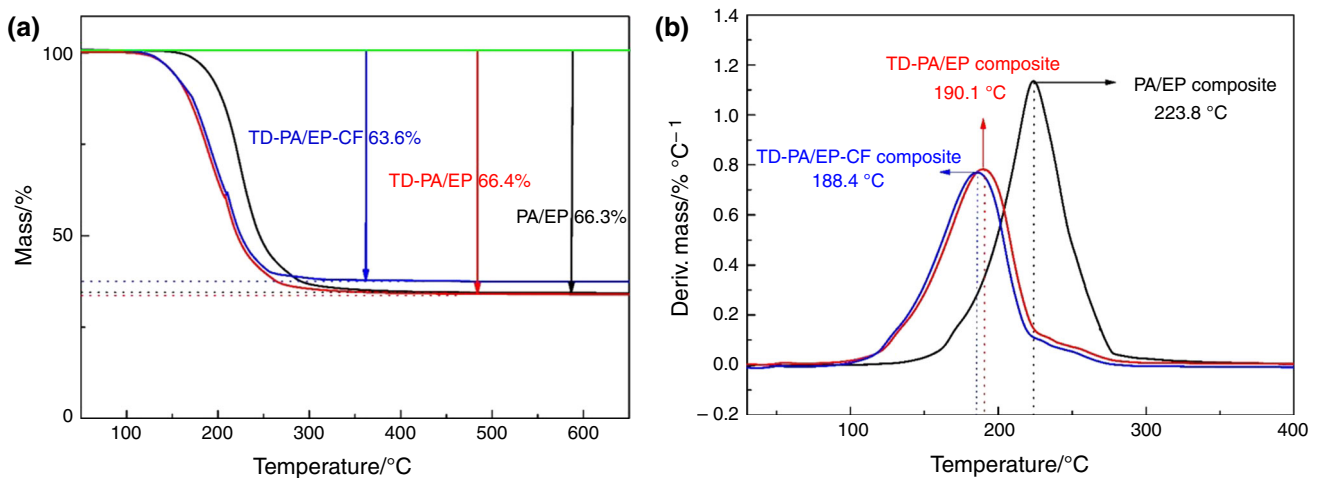 (a)
100
50
0
Mass/%
TD-PA/EP-CF 63.6%
TD-PA/EP 66.4%
PA/EP 66.3%
100 200 300 400 500 600
Temperature/°C
(b)
1.4
1.2
1.0
0.8
0.6
0.4
0.2
0.0
– 0.2
Deriv. mass/% °C– 1
TD-PA/EP composite
190.1 °C
PA/EP composite
223.8 °C
TD-PA/EP-CF composite
188.4 °C
100 200 300 400
Temperature/°C